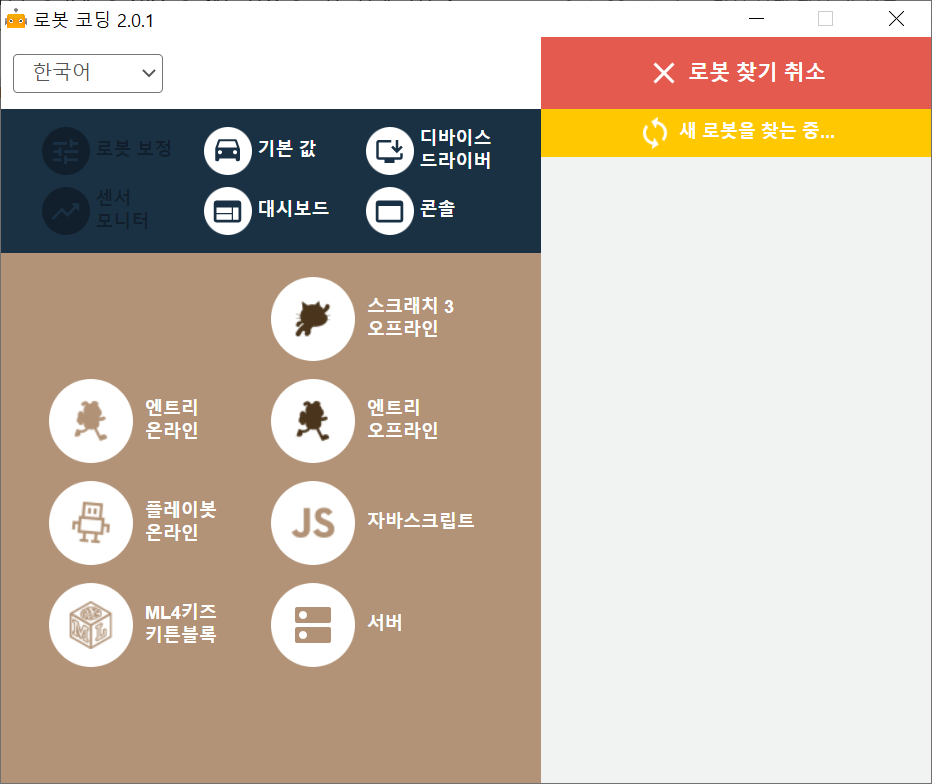 로봇 코딩 2.0.1
한국어
로봇 찾기 취소
새 로봇을 찾는 중...
로봇 보정
기본 값
디바이스
드라이버
센서
모니터
대시보드
콘솔
스크래치 3
오프라인
엔트리
온라인
엔트리
오프라인
플레이봇
온라인
JS
자바스크립트
ML
ML4키즈
키튼블록
서버